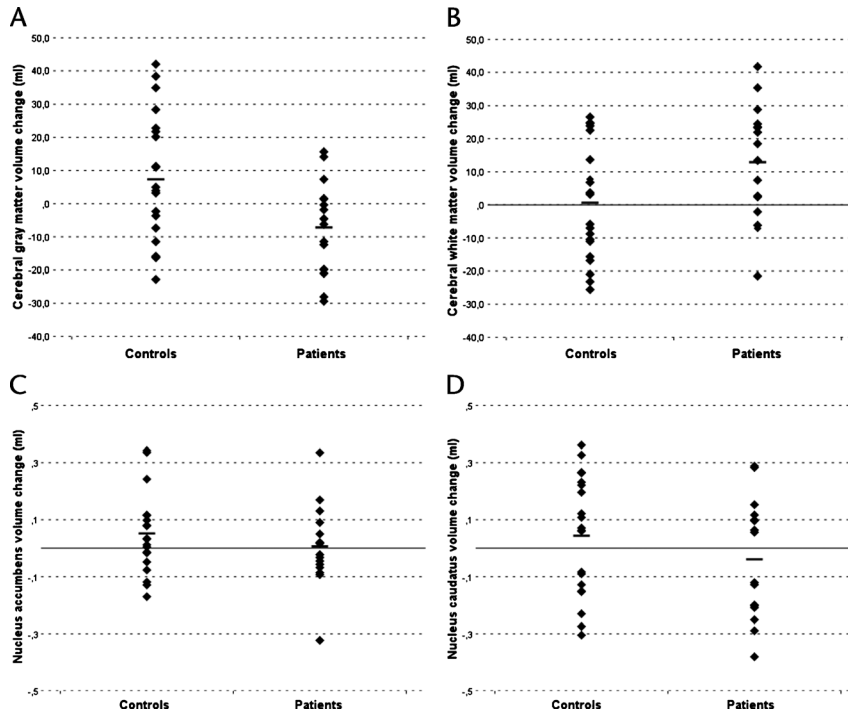 A
Cerebral gray matter volume change (ml)
50,0
40,0
30,0
20,0
10,0
,0
-10,0
-20,0
-30,0
-40,0
Controls Patients
B
Cerebral white matter volume change (ml)
50,0
40,0
30,0
20,0
10,0
,0
-10,0
-20,0
-30,0
-40,0
Controls Patients
C
Nucleus accumbens volume change (ml)
,5
,3
,1
-,1
-,3
-,5
Controls Patients
D
Nucleus caudatus volume change (ml)
,5
,3
,1
-,1
-,3
-,5
Controls Patients